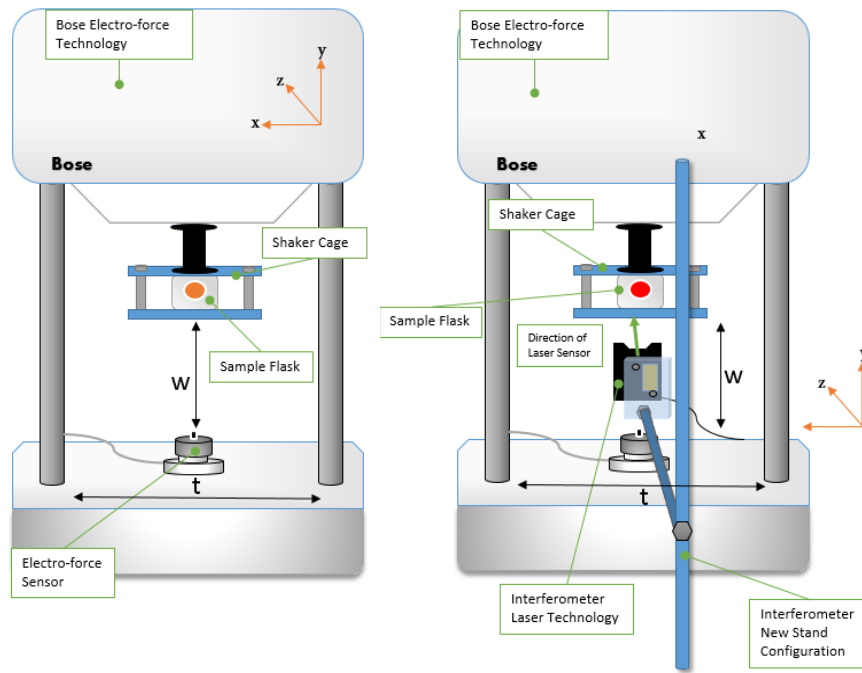 Bose Electro-force
Technology
y
z
x
Bose
Shaker Cage
Sample Flask
W
t
Electro-force
Sensor
Bose Electro-force
Technology
x
Bose
Shaker Cage
Sample Flask
Direction of
Laser Sensor
W
y
z
t
Interferometer
Laser Technology
Interferometer
New Stand
Configuration